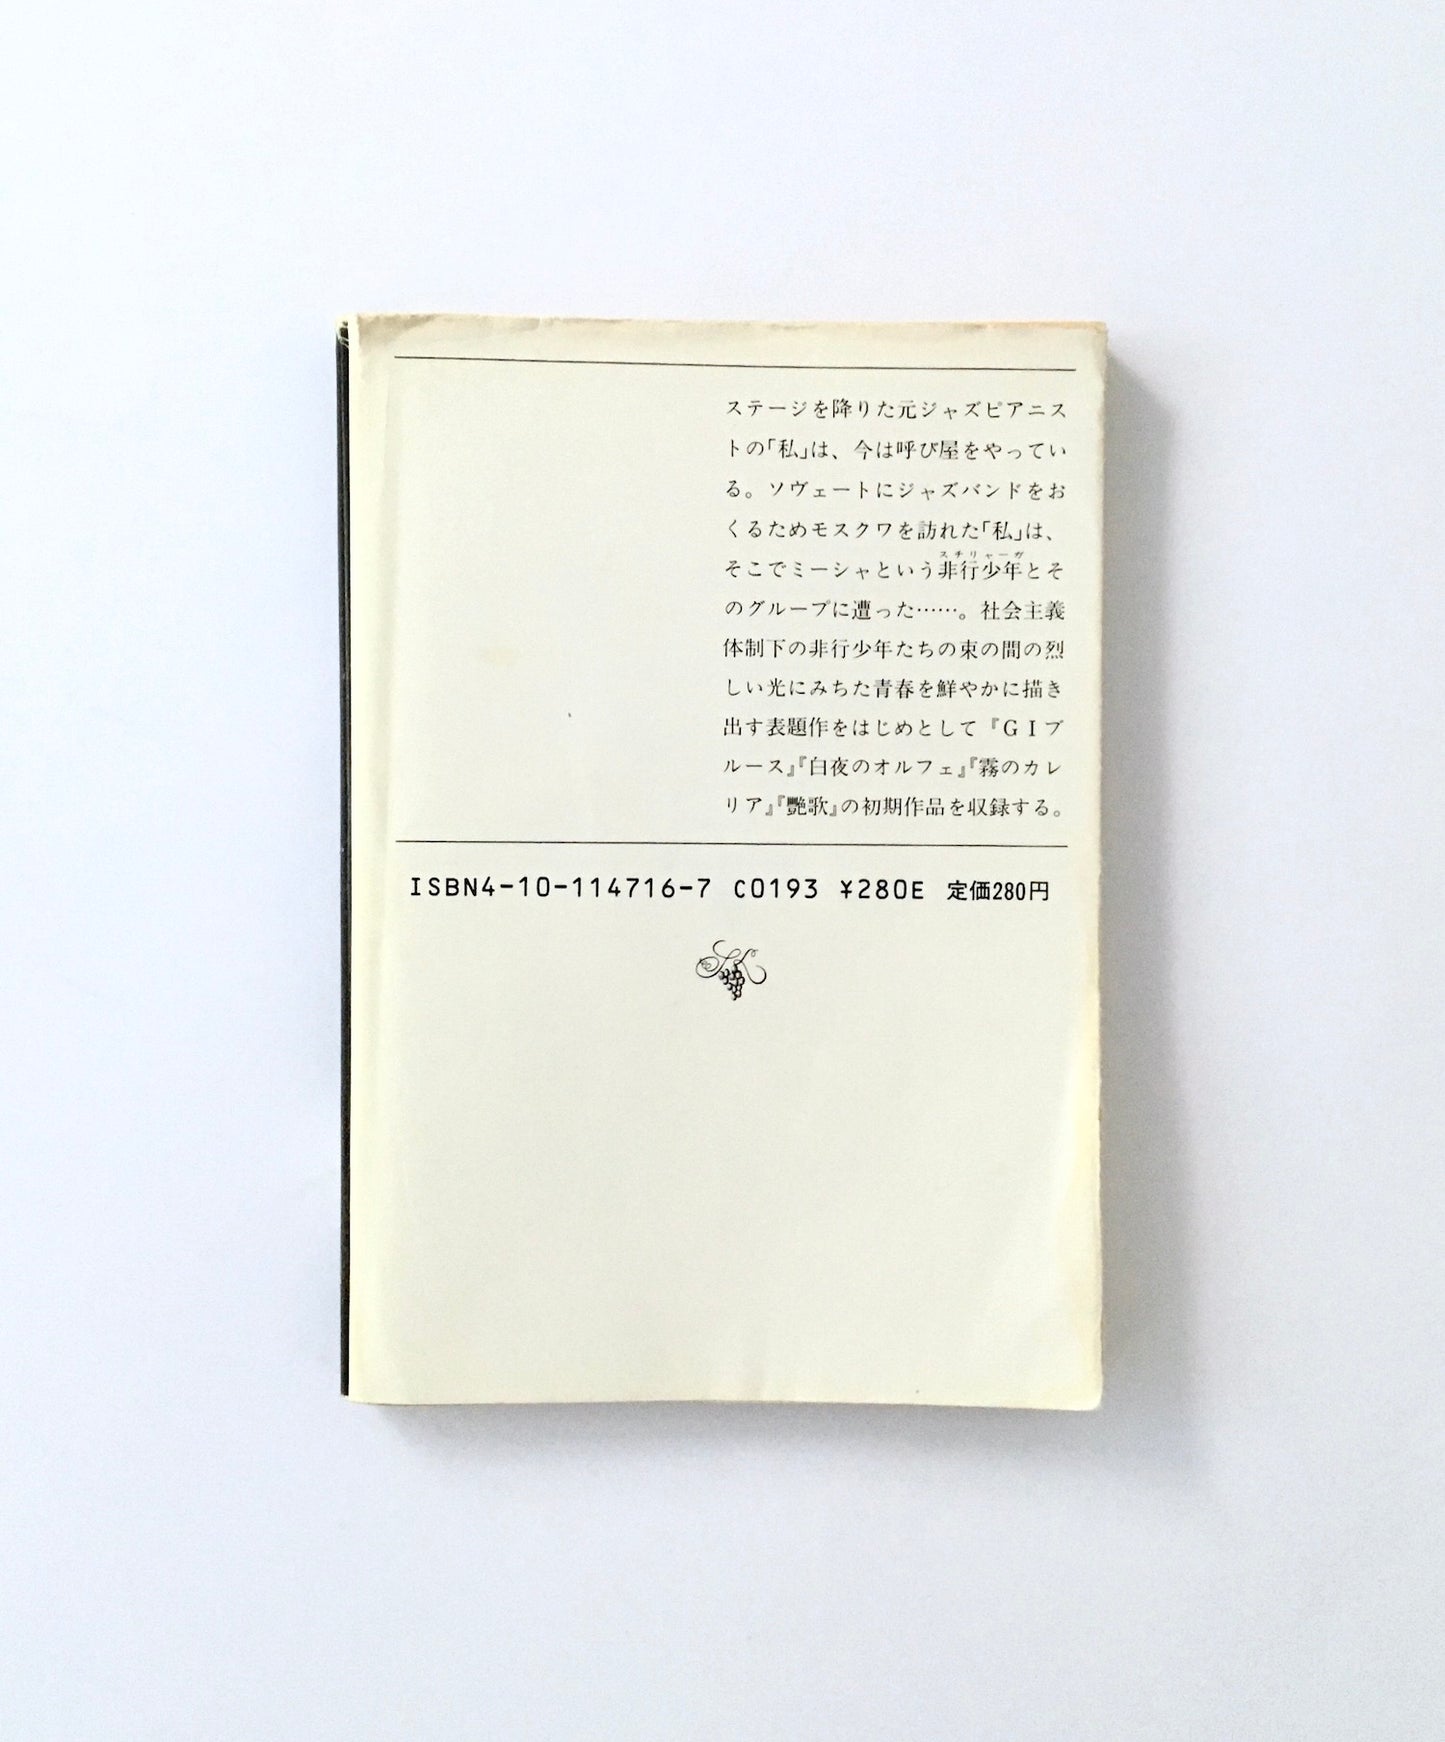 ステージを降りた元ジャズピアニス
トの「私」は、今は呼び屋をやってい
る。ソヴェートにジャズバンドをお
くるためモスクワを訪れた「私」は、
スチリャーガ
そこでミーシャという非行少年とそ
のグループに遭った……。社会主義
体制下の非行少年たちの束の間の烈
しい光にみちた青春を鮮やかに描き
出す表題作をはじめとして『GIブ
ルース』『白夜のオルフェ』『霧のカレ
リア』『艶歌』の初期作品を収録する。
ISBN4-10-114716-7 C0193 ¥280E 定価280円